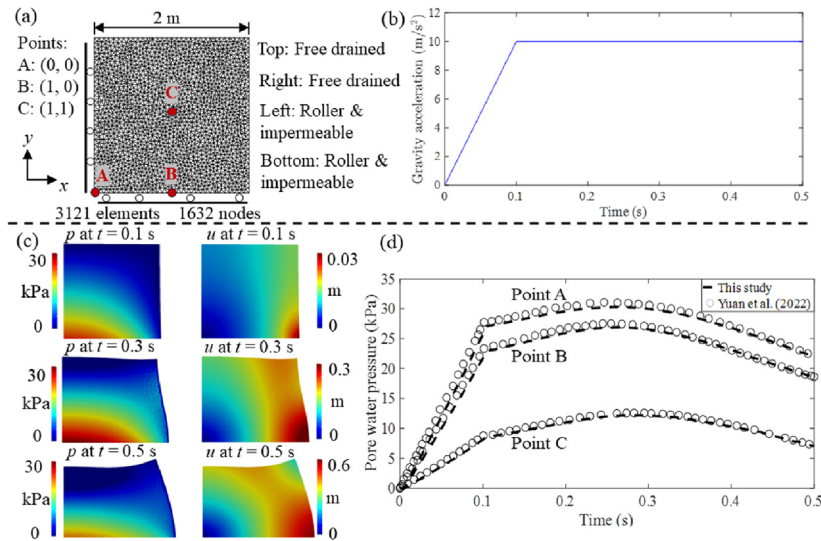 (a)
2 m
Points:
A: (0, 0)
B: (1, 0)
C: (1,1)
C
A
B
y
x
Top: Free drained
Right: Free drained
Left: Roller &
impermeable
Bottom: Roller &
impermeable
3121 elements 1632 nodes
(b)
Gravity acceleration (m/s²)
12
10
8
6
4
2
0
0 0.1 0.2 0.3 0.4 0.5
Time (s)
(c)
p at t = 0.1 s
u at t = 0.1 s
30
kPa
0
0.03
m
0
p at t = 0.3 s
u at t = 0.3 s
30
kPa
0
0.3
m
0
p at t = 0.5 s
u at t = 0.5 s
30
kPa
0
0.6
m
0
(d)
Pore water pressure (kPa)
35
30
25
20
15
10
5
0
0 0.1 0.2 0.3 0.4 0.5
Time (s)
Point A
Point B
Point C
This study
Yuan et al. (2022)